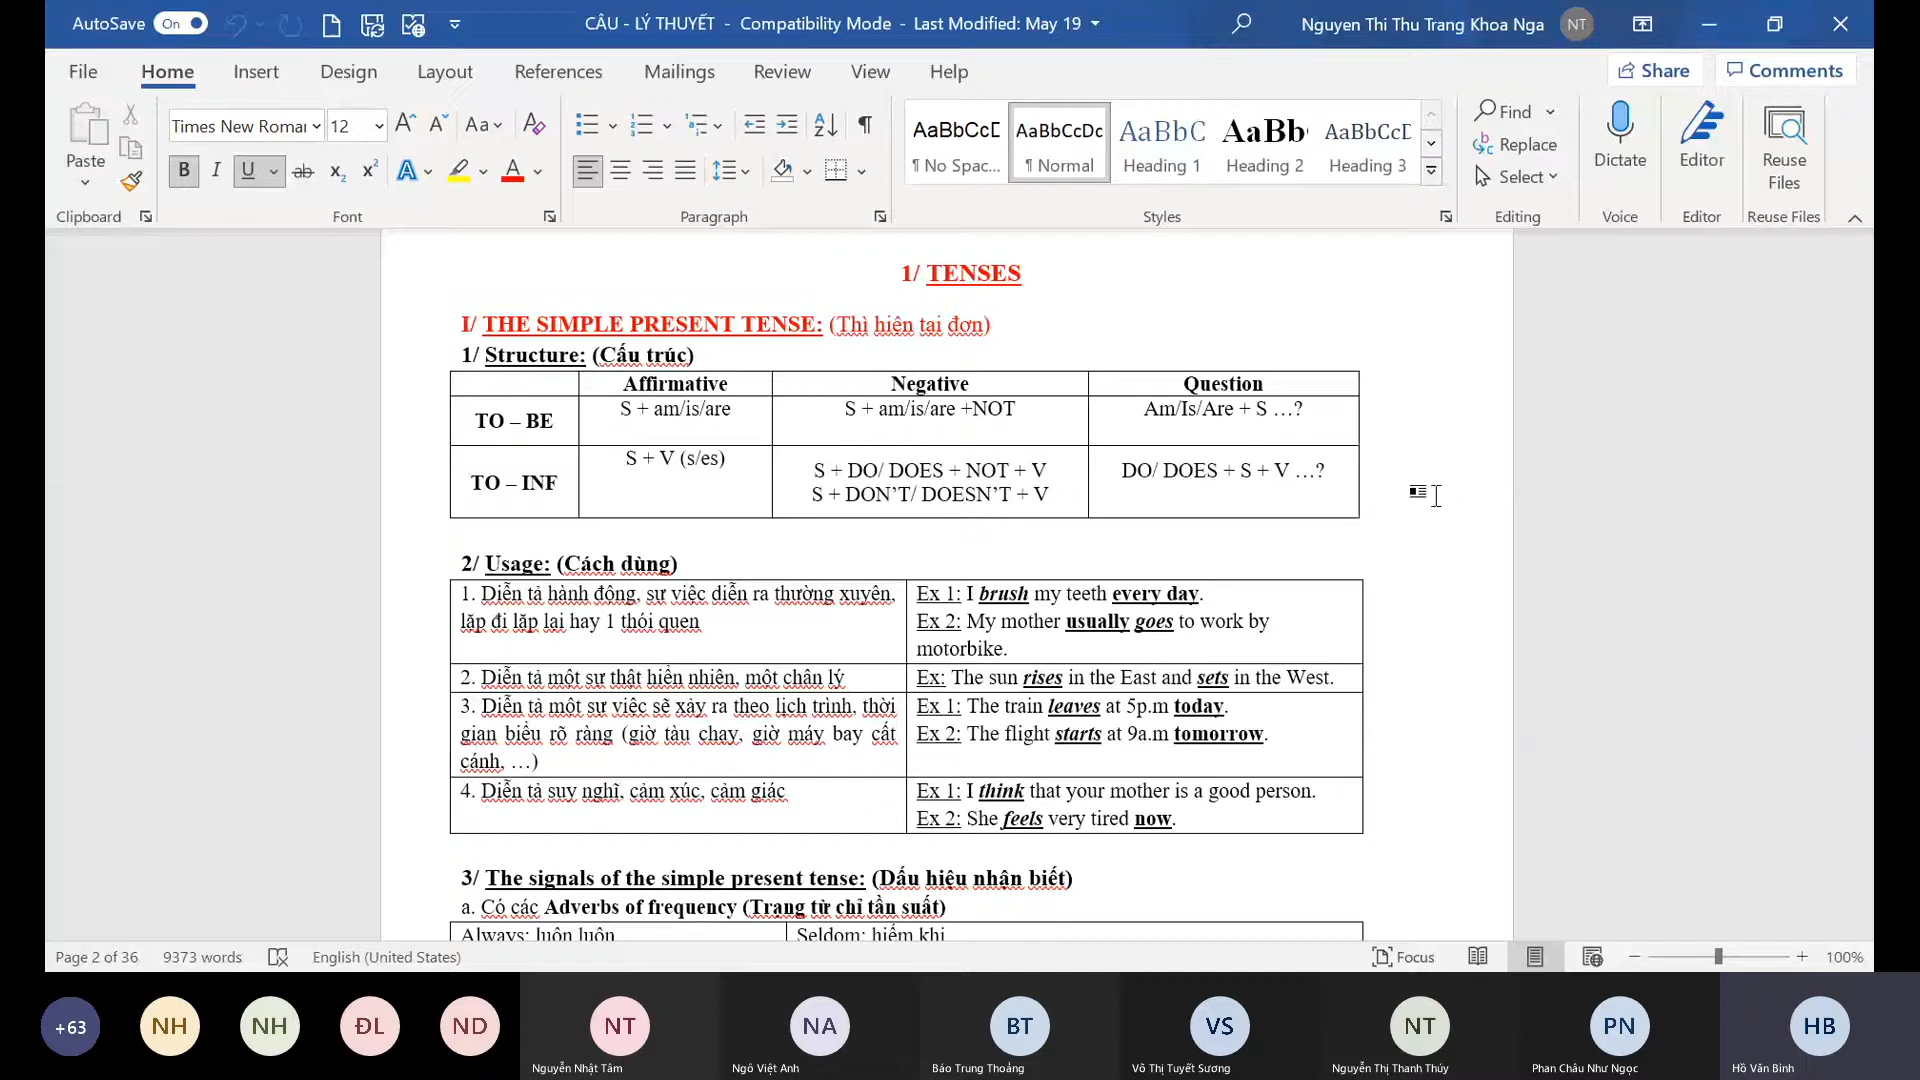 AutoSave On CÂU - LÝ THUYẾT - Compatibility Mode - Last Modified: May 19 Nguyen Thi Thu Trang Khoa Nga NT
File Home Insert Design Layout References Mailings Review View Help Share Comments
Paste
Times New Romar 12
AaBbCcD AaBbCcDc AaBbC AaBb AaBbCcD
¶ No Spac... ¶ Normal Heading 1 Heading 2 Heading 3
Find
Replace
Select
Dictate Editor Reuse Files
Clipboard Font Paragraph Styles Editing Voice Editor Reuse Files
1/ TENSES
I/ THE SIMPLE PRESENT TENSE: (Thì hiện tại đơn)
1/ Structure: (Cấu trúc)
Affirmative Negative Question
TO – BE S + am/is/are S + am/is/are +NOT Am/Is/Are + S …?
TO – INF S + V (s/es) S + DO/ DOES + NOT + V DO/ DOES + S + V …?
S + DON’T/ DOESN’T + V
2/ Usage: (Cách dùng)
1. Diễn tả hành động, sự việc diễn ra thường xuyên, lặp đi lặp lại hay 1 thói quen
Ex 1: I brush my teeth every day.
Ex 2: My mother usually goes to work by motorbike.
2. Diễn tả một sự thật hiển nhiên, một chân lý
Ex: The sun rises in the East and sets in the West.
3. Diễn tả một sự việc sẽ xảy ra theo lịch trình, thời gian biểu rõ ràng (giờ tàu chạy, giờ máy bay cất cánh, …)
Ex 1: The train leaves at 5p.m today.
Ex 2: The flight starts at 9a.m tomorrow.
4. Diễn tả suy nghĩ, cảm xúc, cảm giác
Ex 1: I think that your mother is a good person.
Ex 2: She feels very tired now.
3/ The signals of the simple present tense: (Dấu hiệu nhận biết)
a. Có các Adverbs of frequency (Trạng từ chỉ tần suất)
Always: luôn luôn Seldom: hiếm khi
Page 2 of 36 9373 words English (United States) Focus 100%
+63 NH NH ĐL ND NT NA BT VS NT PN HB
Nguyễn Nhật Tâm Ngô Việt Anh Báo Trung Thoảng Võ Thị Tuyết Sương Nguyễn Thị Thanh Thúy Phan Châu Như Ngọc Hồ Văn Bình